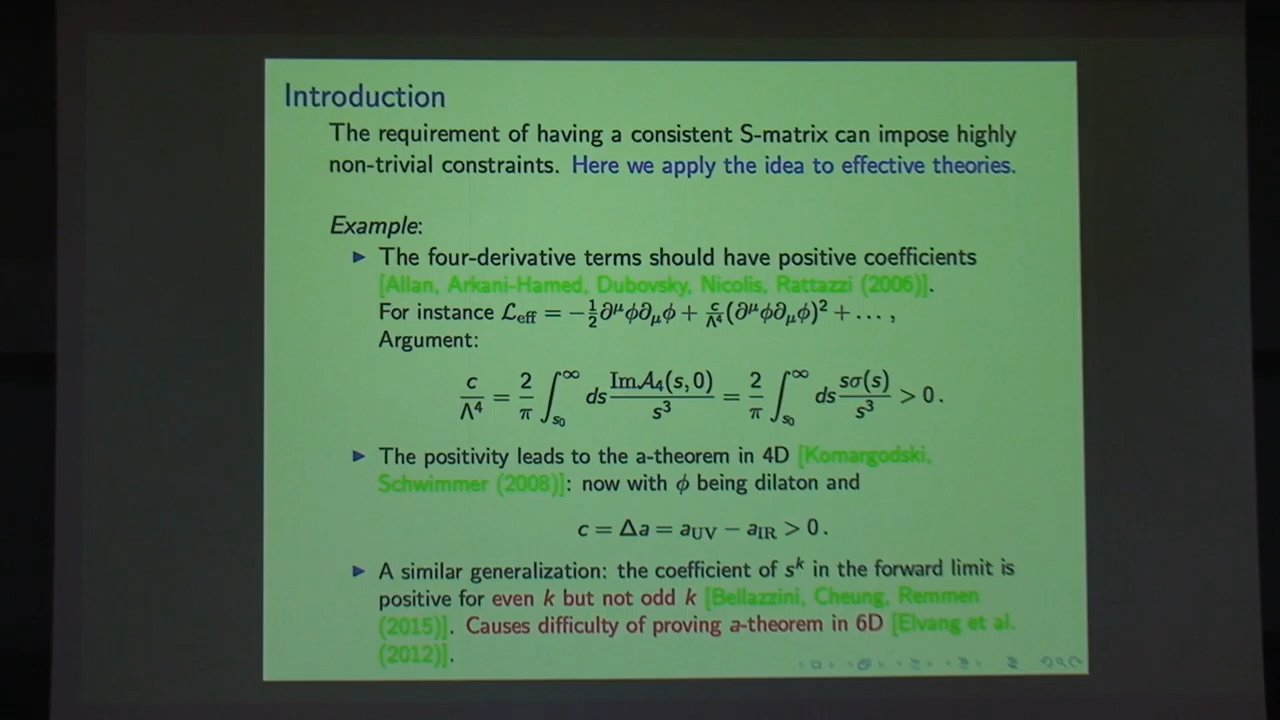 Introduction
The requirement of having a consistent S-matrix can impose highly
non-trivial constraints. Here we apply the idea to effective theories.
Example:
▶ The four-derivative terms should have positive coefficients
[Allan, Arkani-Hamed, Dubovsky, Nicolis, Rattazzi (2006)].
For instance ℒ_eff = −½∂^μϕ∂_μϕ + c/Λ⁴(∂^μϕ∂_μϕ)² + … ,
Argument:
c/Λ⁴ = 2/π ∫_{s₀}^∞ ds Im𝒜₄(s, 0)/s³ = 2/π ∫_{s₀}^∞ ds sσ(s)/s³ > 0 .
▶ The positivity leads to the a-theorem in 4D [Komargodski,
Schwimmer (2008)]: now with ϕ being dilaton and
c = Δa = a_UV − a_IR > 0 .
▶ A similar generalization: the coefficient of s^k in the forward limit is
positive for even k but not odd k [Bellazzini, Cheung, Remmen
(2015)]. Causes difficulty of proving a-theorem in 6D [Elvang et al.
(2012)].